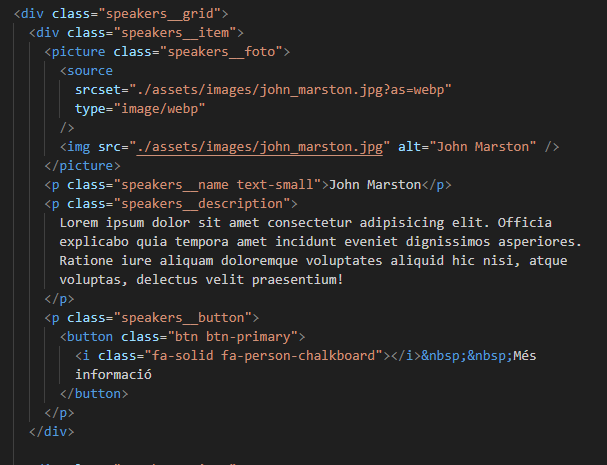 <div class="speakers__grid">
<div class="speakers__item">
<picture class="speakers__foto">
<source
srcset="./assets/images/john_marston.jpg?as=webp"
type="image/webp"
/>
<img src="./assets/images/john_marston.jpg" alt="John Marston" />
</picture>
<p class="speakers__name text-small">John Marston</p>
<p class="speakers__description">
Lorem ipsum dolor sit amet consectetur adipisicing elit. Officia
explicabo quia tempora amet incidunt eveniet dignissimos asperiores.
Ratione iure aliquam doloremque voluptates aliquid hic nisi, atque
voluptas, delectus velit praesentium!
</p>
<p class="speakers__button">
<button class="btn btn-primary">
<i class="fa-solid fa-person-chalkboard"></i>&nbsp;&nbsp;Més
informació
</button>
</p>
</div>